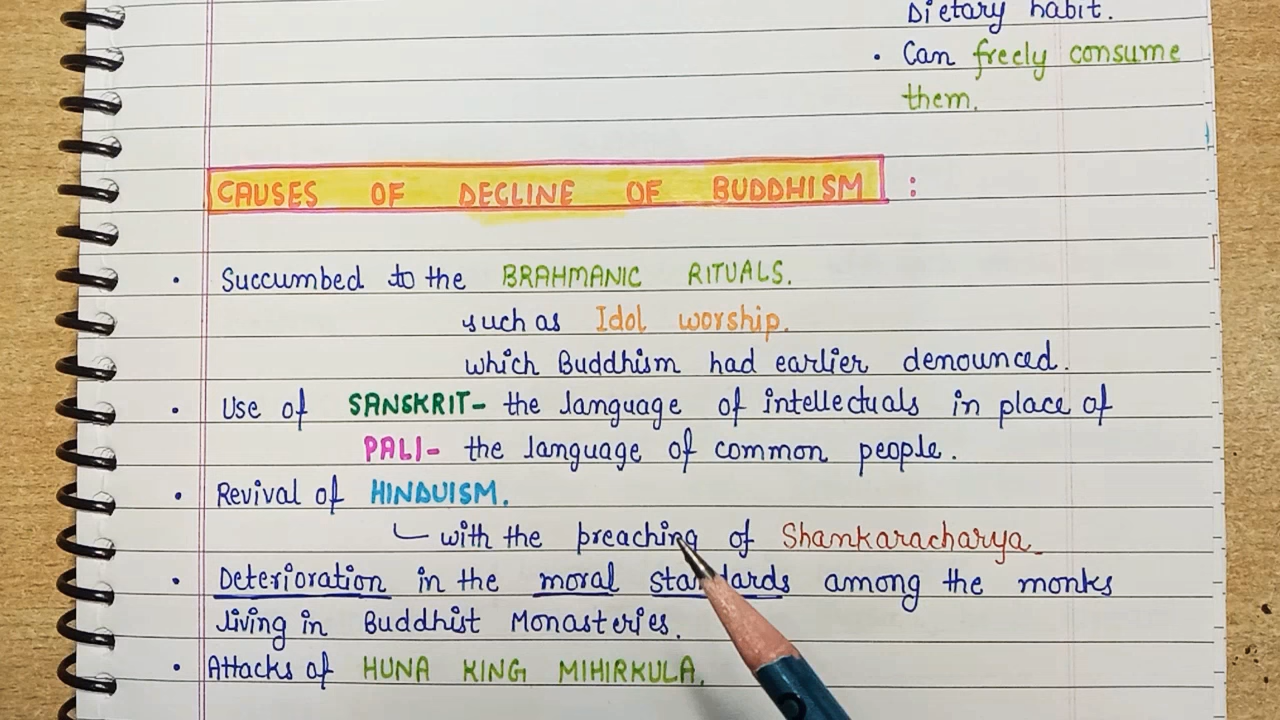 Dietary habit.
• Can freely consume
them.
CAUSES OF DECLINE OF BUDDHISM :
• Succumbed to the BRAHMANIC RITUALS.
such as Idol worship.
which Buddhism had earlier denounced.
• Use of SANSKRIT- the language of intellectuals in place of
PALI- the language of common people.
• Revival of HINDUISM.
with the preaching of Shankaracharya
• Deterioration in the moral standards among the monks
living in Buddhist Monasteries.
• Attacks of HUNA KING MIHIRKULA.